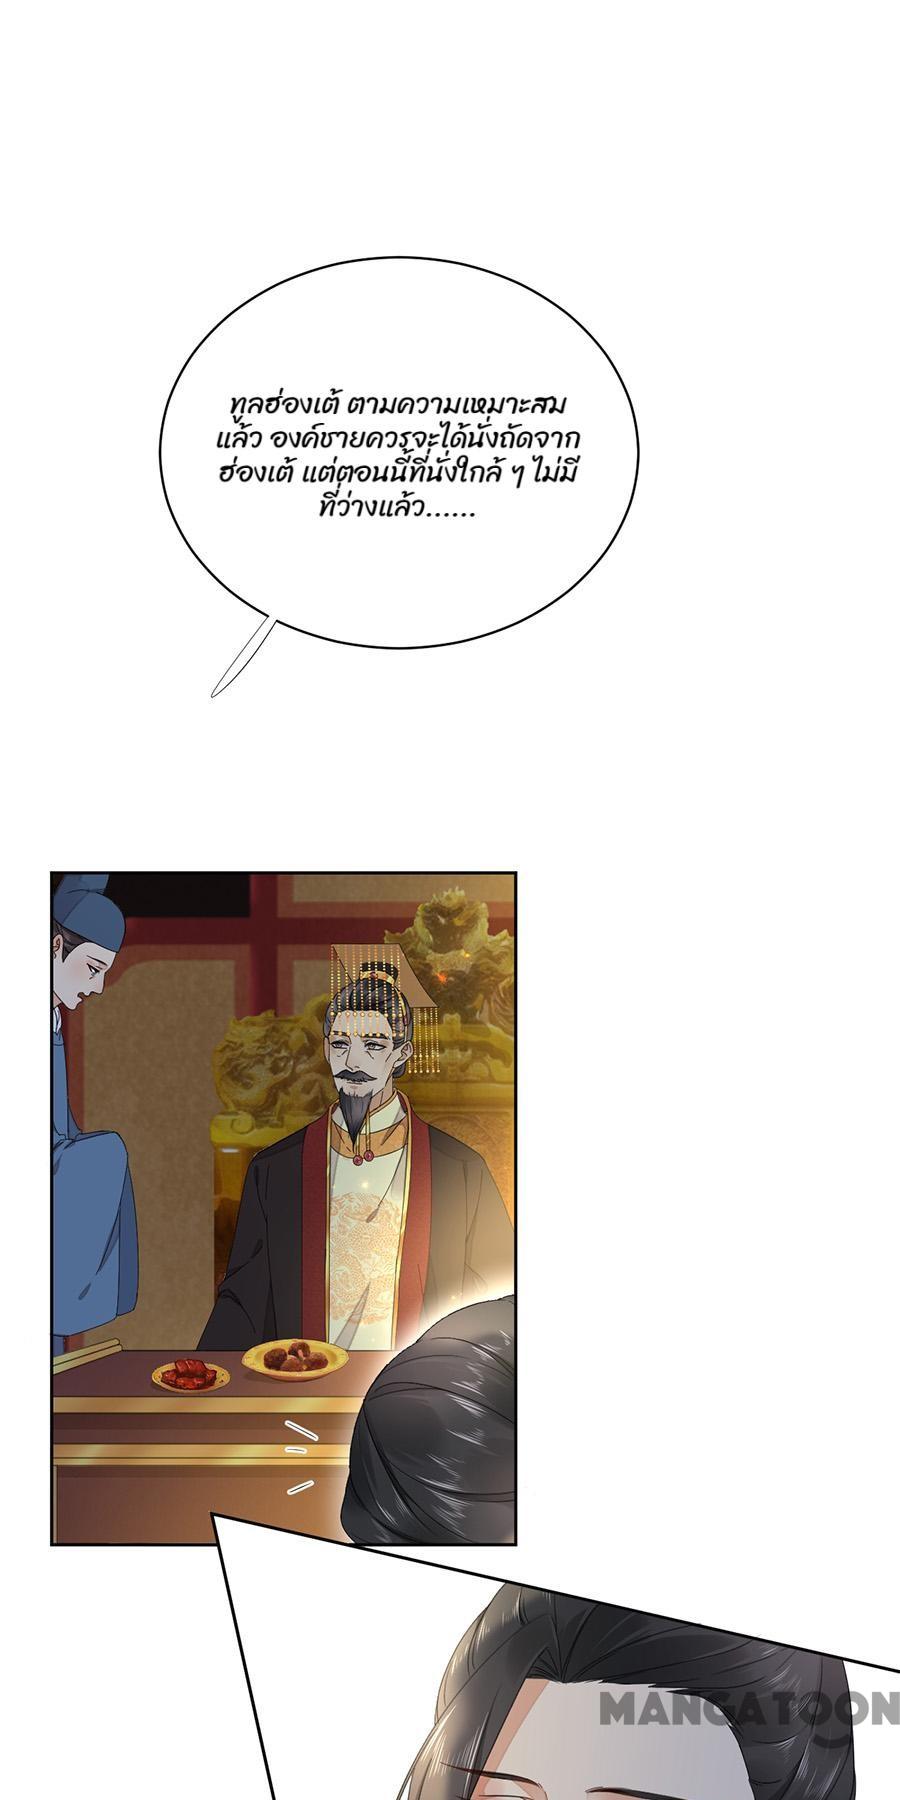 ทูลฮ่องเต้ ตามความเหมาะสม
แล้ว องค์ชายควรจะได้นั่งถัดจาก
ฮ่องเต้ แต่ตอนนี้ที่นั่งใกล้ ๆ ไม่มี
ที่ว่างแล้ว......
MANGATOON